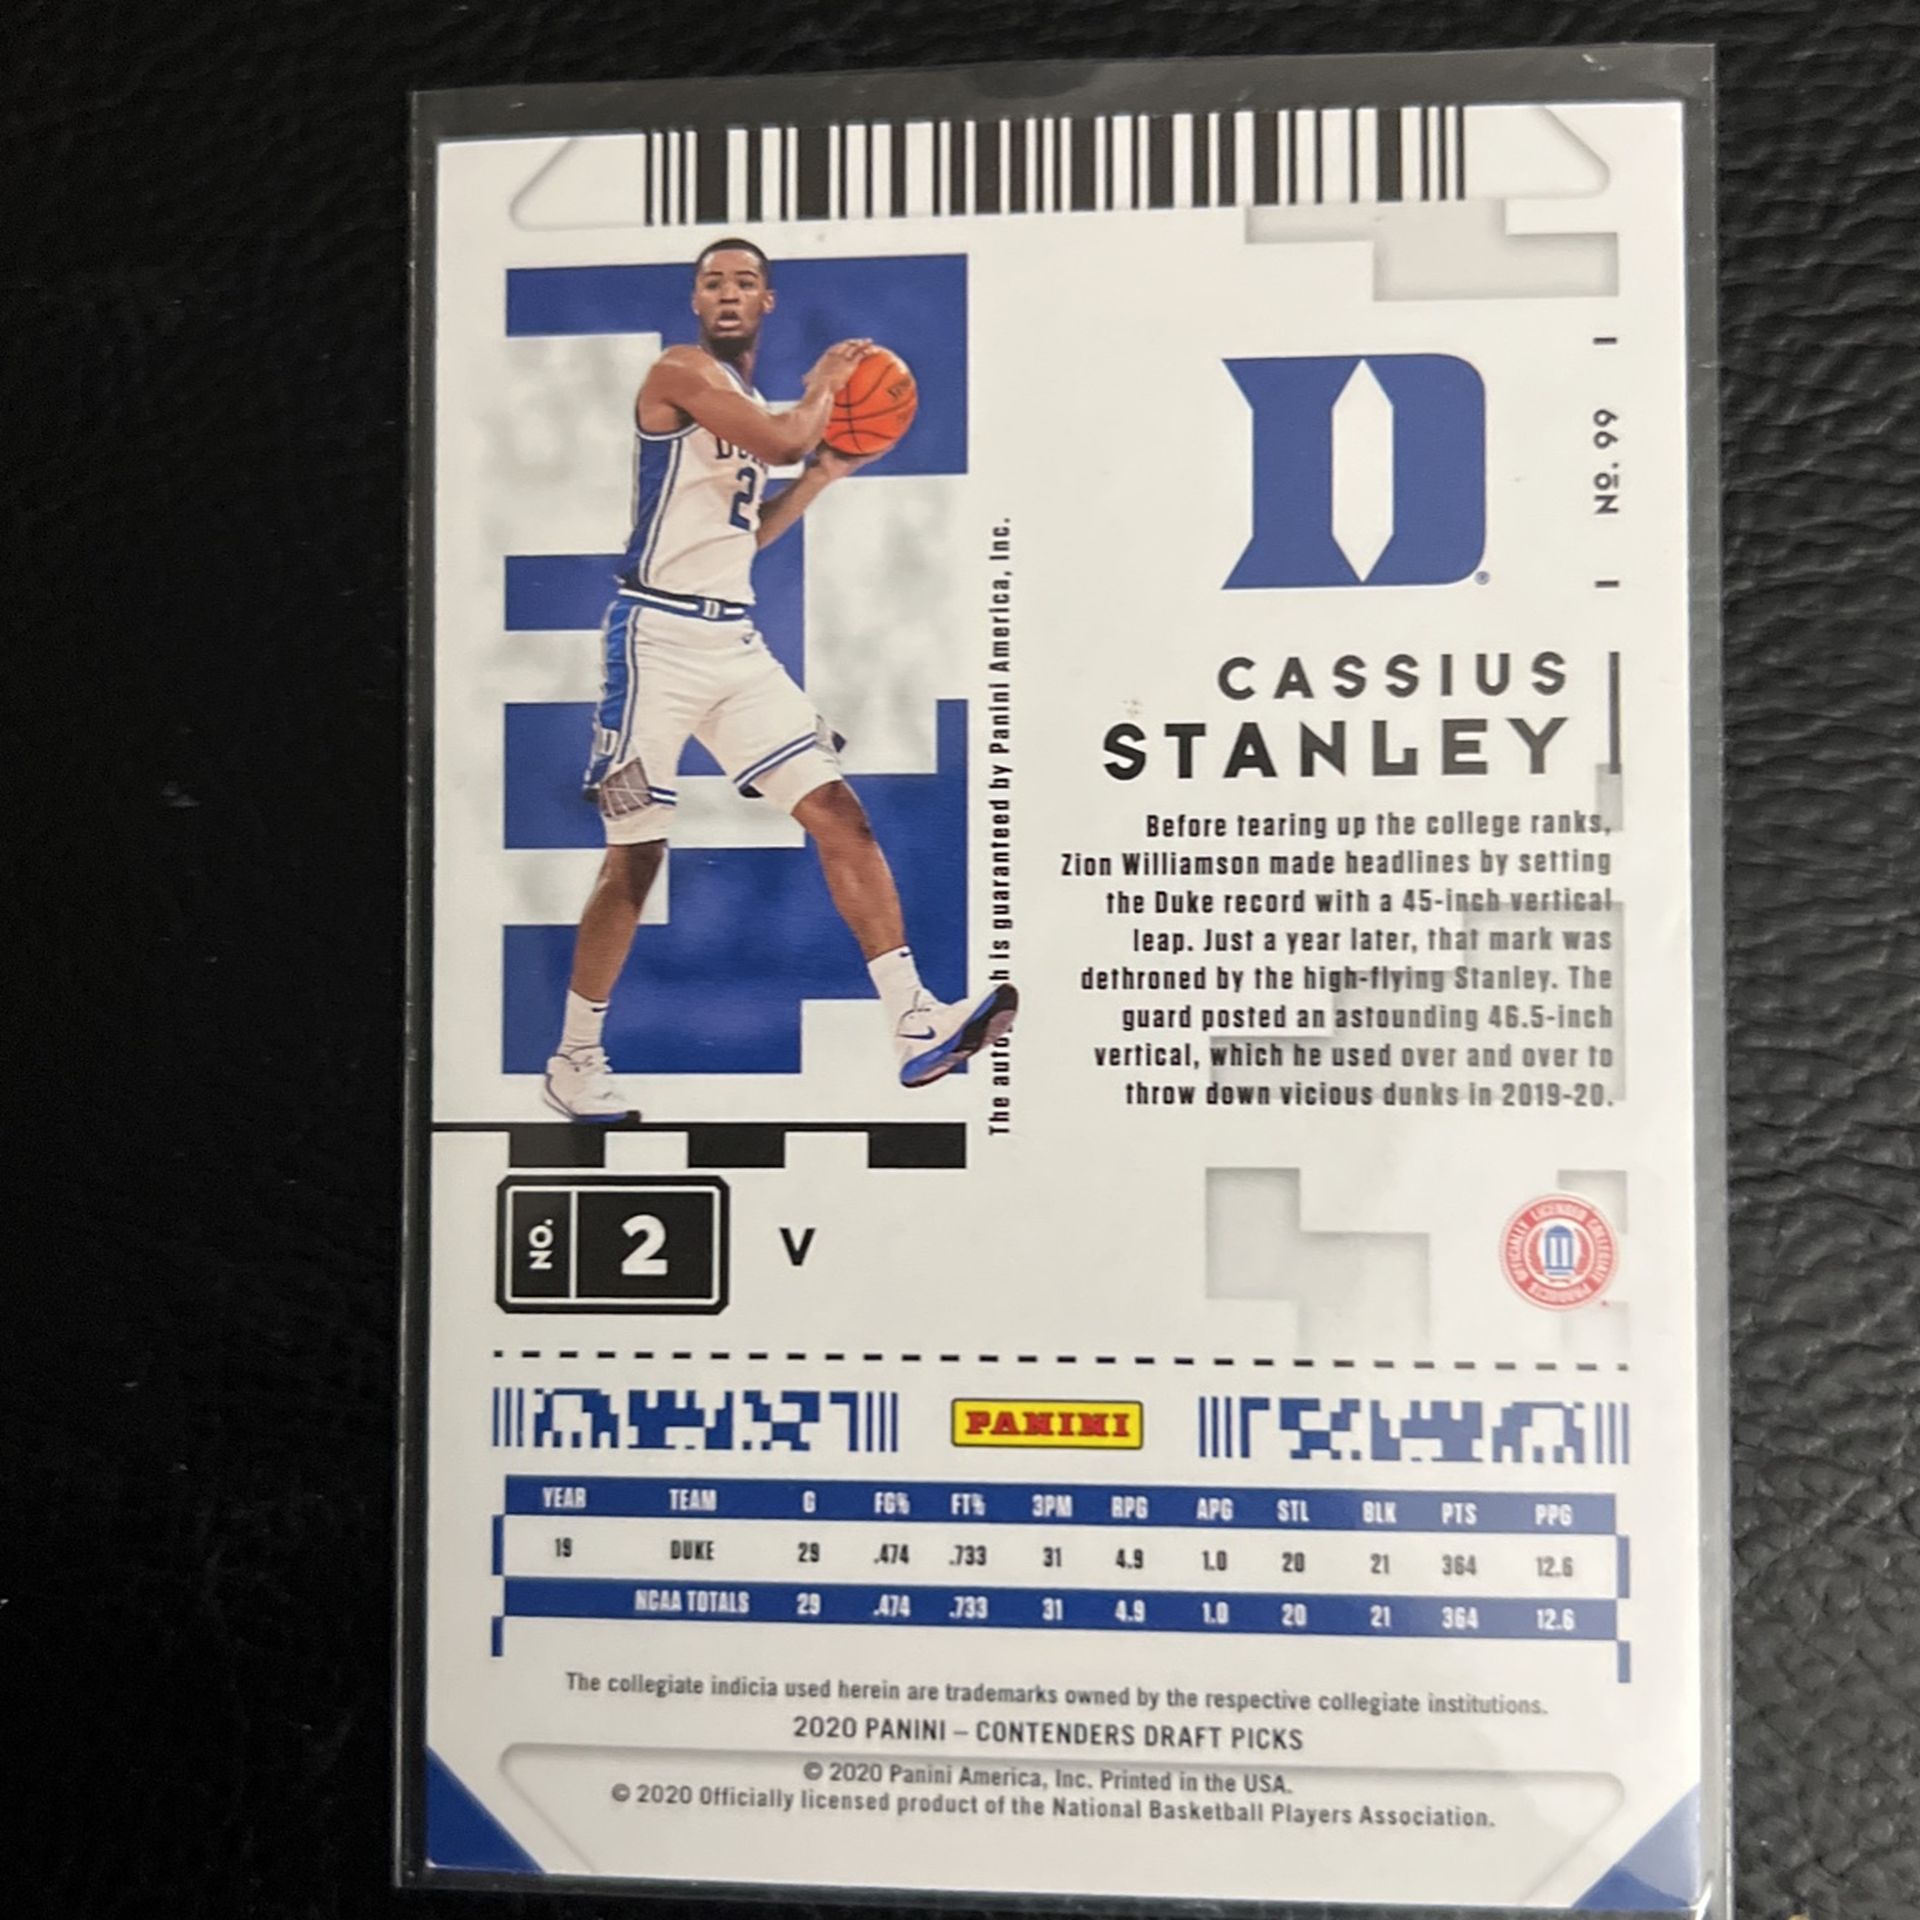 No. 99
CASSIUS
STANLEY
Before tearing up the college ranks,
Zion Williamson made headlines by setting
the Duke record with a 45-inch vertical
leap. Just a year later, that mark was
dethroned by the high-flying Stanley. The
guard posted an astounding 46.5-inch
vertical, which he used over and over to
throw down vicious dunks in 2019-20.
The auto h is guaranteed by Panini America, Inc.
D
2
D
NO. 2 V
OFFICIALLY LICENSED COLLEGIATE PRODUCTS
PANINI
YEAR TEAM G FG% FT% 3PM RPG APG STL BLK PTS PPG
19 DUKE 29 .474 .733 31 4.9 1.0 20 21 364 12.6
NCAA TOTALS 29 .474 .733 31 4.9 1.0 20 21 364 12.6
The collegiate indicia used herein are trademarks owned by the respective collegiate institutions.
2020 PANINI – CONTENDERS DRAFT PICKS
© 2020 Panini America, Inc. Printed in the USA.
© 2020 Officially licensed product of the National Basketball Players Association.